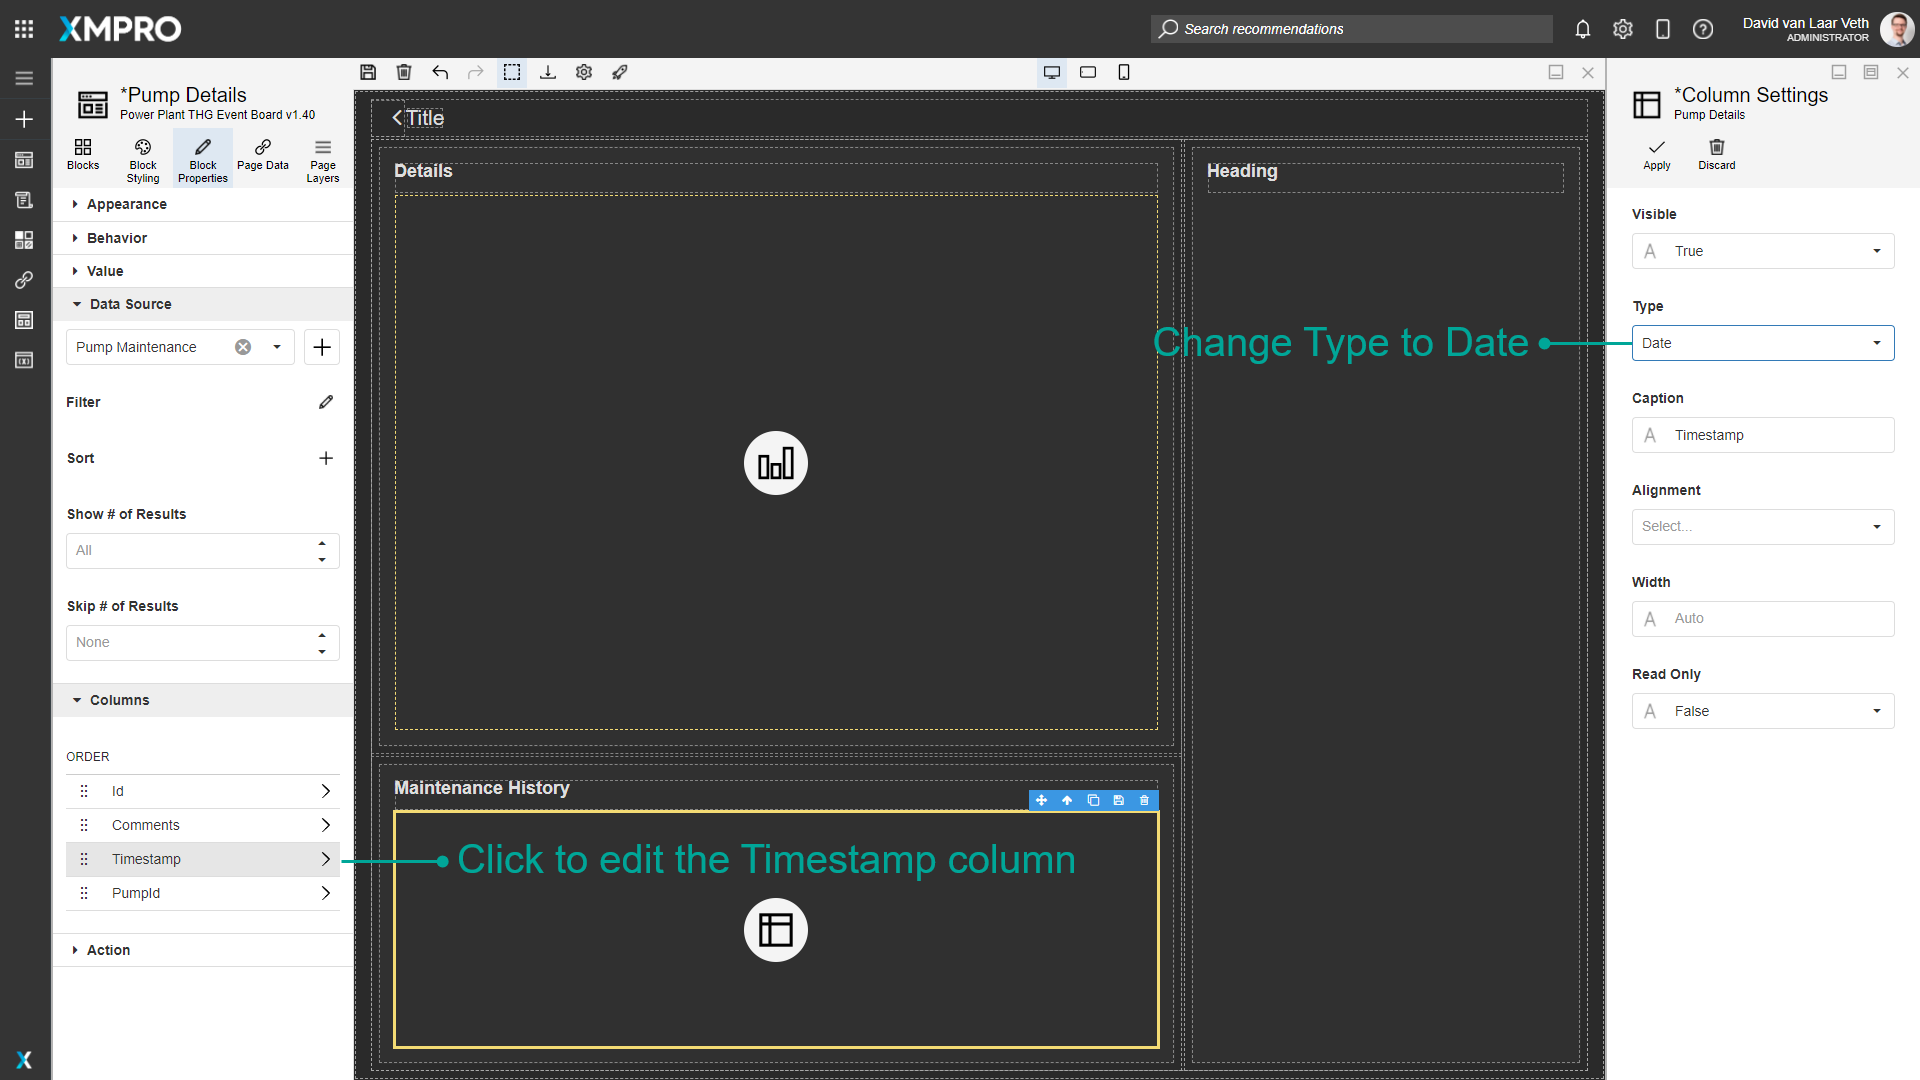 XMPRO
Search recommendations
David van Laar Veth
ADMINISTRATOR
*Pump Details
Power Plant THG Event Board v1.40
Blocks
Block Styling
Block Properties
Page Data
Page Layers
Appearance
Behavior
Value
Data Source
Pump Maintenance
Filter
Sort
Show # of Results
All
Skip # of Results
None
Columns
ORDER
Id
Comments
Timestamp
PumpId
Action
Title
Details
Heading
Change Type to Date
Maintenance History
Click to edit the Timestamp column
*Column Settings
Pump Details
Apply
Discard
Visible
A True
Type
Date
Caption
A Timestamp
Alignment
Select...
Width
A Auto
Read Only
A False